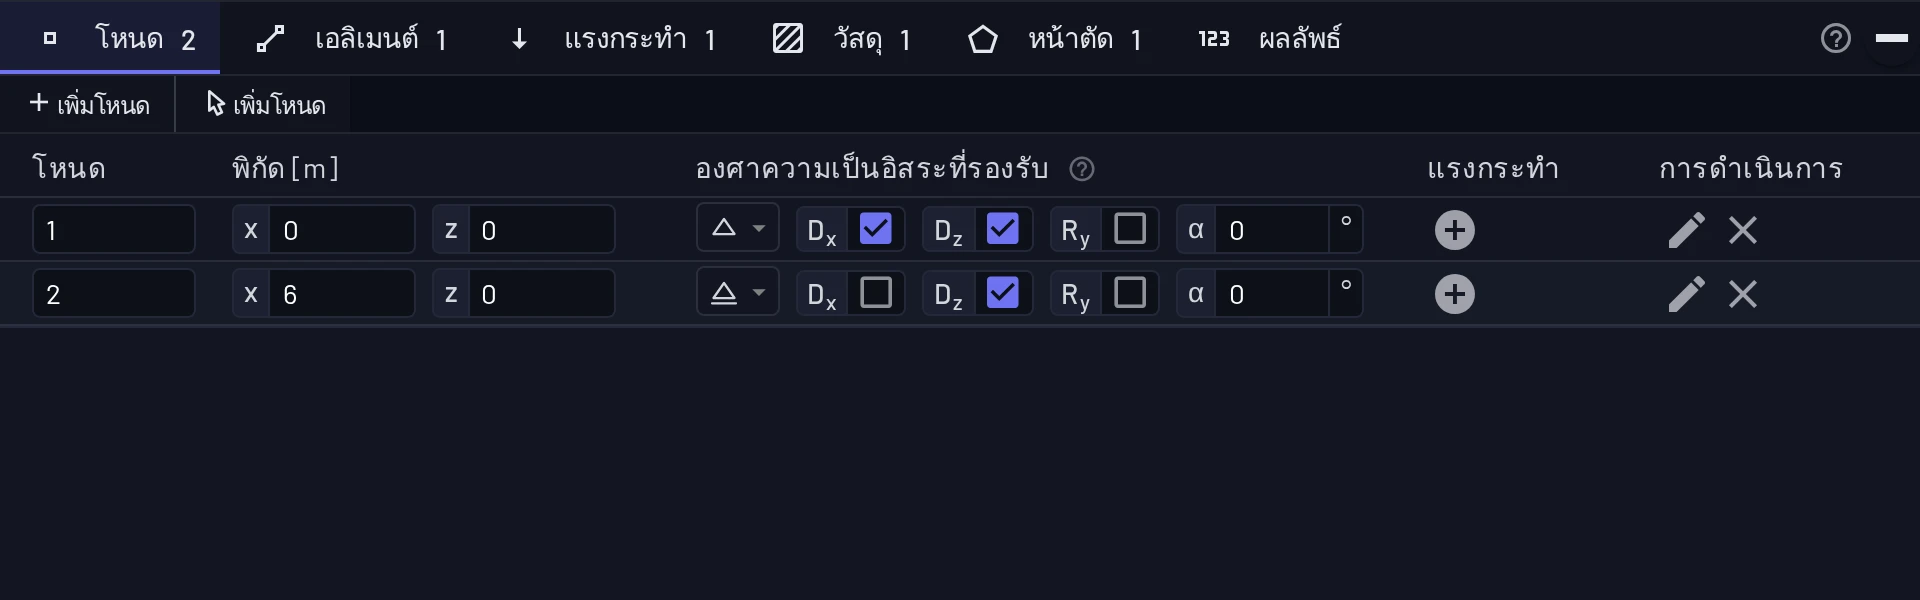 โหนด 2 เอลิเมนต์ 1 แรงกระทำ 1 วัสดุ 1 หน้าตัด 1 123 ผลลัพธ์
เพิ่มโหนด เพิ่มโหนด
โหนด พิกัด [m] องศาความเป็นอิสระที่รองรับ แรงกระทำ การดำเนินการ
1 x 0 z 0 Dx Dz Ry α 0 °
2 x 6 z 0 Dx Dz Ry α 0 °